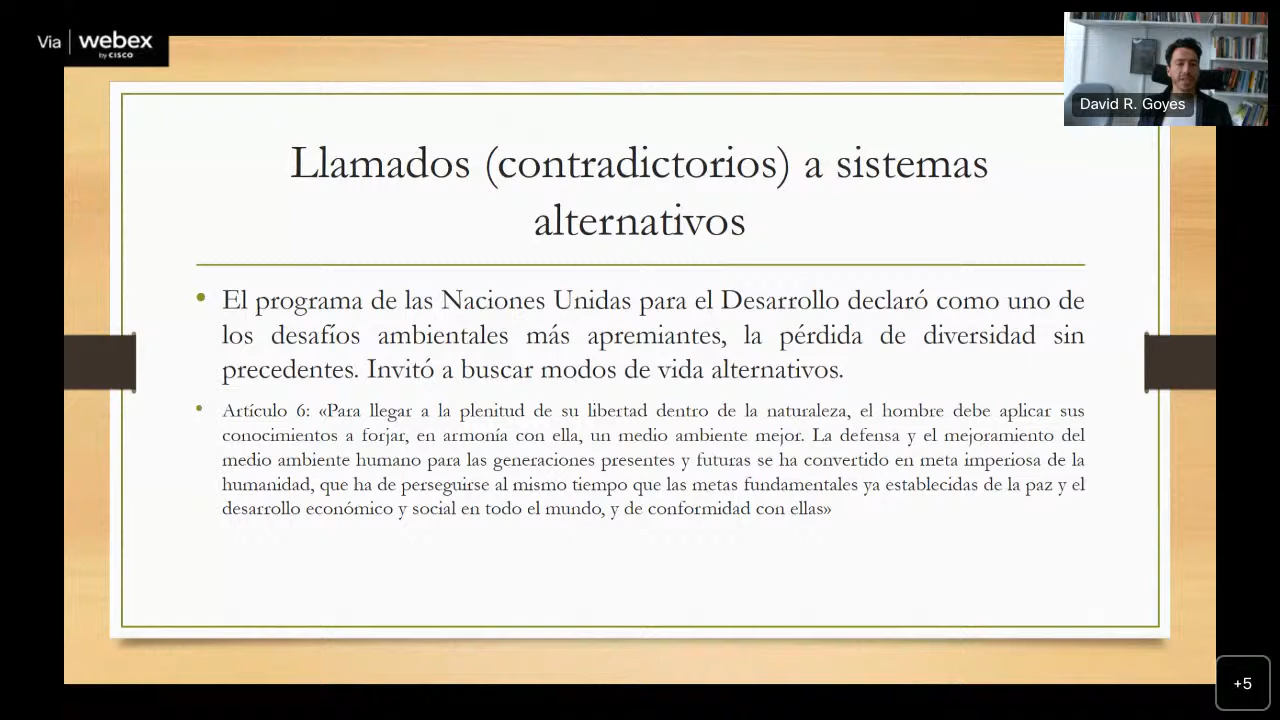 Via webex
by CISCO
David R. Goyes
Llamados (contradictorios) a sistemas
alternativos
• El programa de las Naciones Unidas para el Desarrollo declaró como uno de
los desafíos ambientales más apremiantes, la pérdida de diversidad sin
precedentes. Invitó a buscar modos de vida alternativos.
• Artículo 6: «Para llegar a la plenitud de su libertad dentro de la naturaleza, el hombre debe aplicar sus
conocimientos a forjar, en armonía con ella, un medio ambiente mejor. La defensa y el mejoramiento del
medio ambiente humano para las generaciones presentes y futuras se ha convertido en meta imperiosa de la
humanidad, que ha de perseguirse al mismo tiempo que las metas fundamentales ya establecidas de la paz y el
desarrollo económico y social en todo el mundo, y de conformidad con ellas»
+5